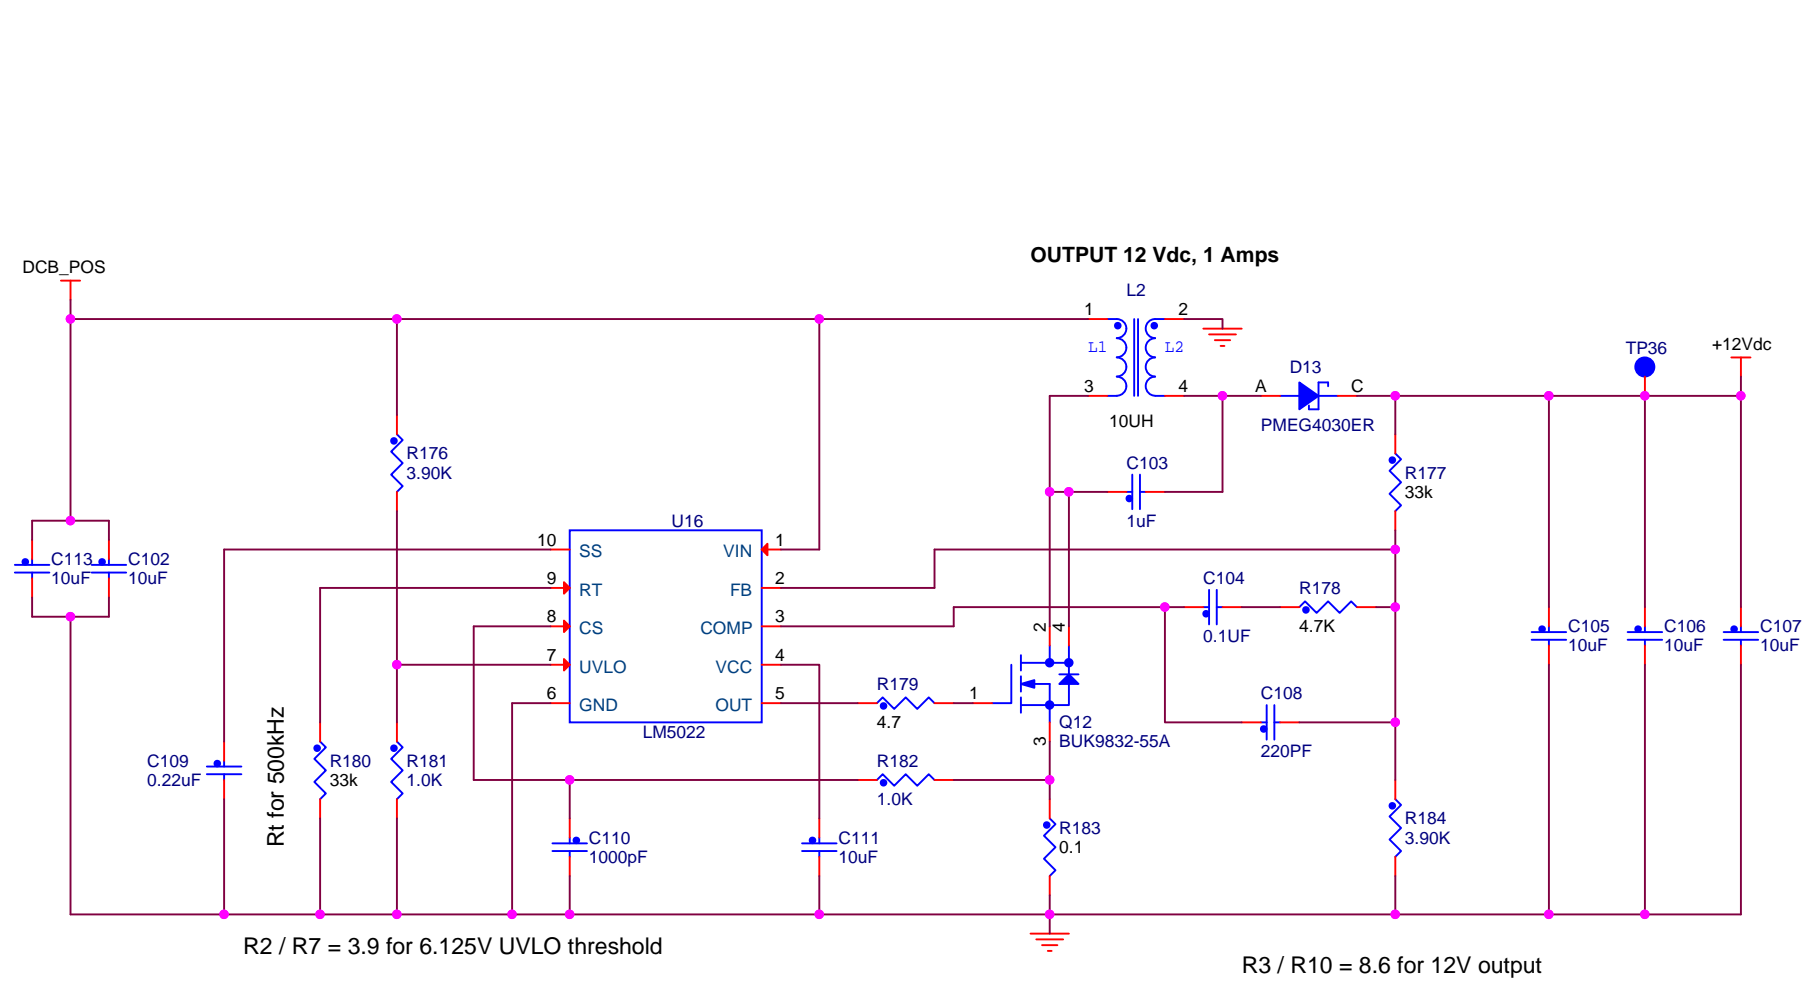 OUTPUT 12 Vdc, 1 Amps
DCB_POS
L2
1
2
L1
L2
3
4
10UH
D13
A
C
PMEG4030ER
TP36
+12Vdc
R176
3.90K
C103
1uF
R177
33k
U16
10
SS
VIN
1
9
RT
FB
2
8
CS
COMP
3
7
UVLO
VCC
4
6
GND
OUT
5
LM5022
C113
10uF
C102
10uF
C104
0.1UF
R178
4.7K
2
4
C105
10uF
C106
10uF
C107
10uF
R179
4.7
1
Q12
BUK9832-55A
3
C108
220PF
C109
0.22uF
Rt for 500kHz
R180
33k
R181
1.0K
R182
1.0K
C110
1000pF
C111
10uF
R183
0.1
R184
3.90K
R2 / R7 = 3.9 for 6.125V UVLO threshold
R3 / R10 = 8.6 for 12V output